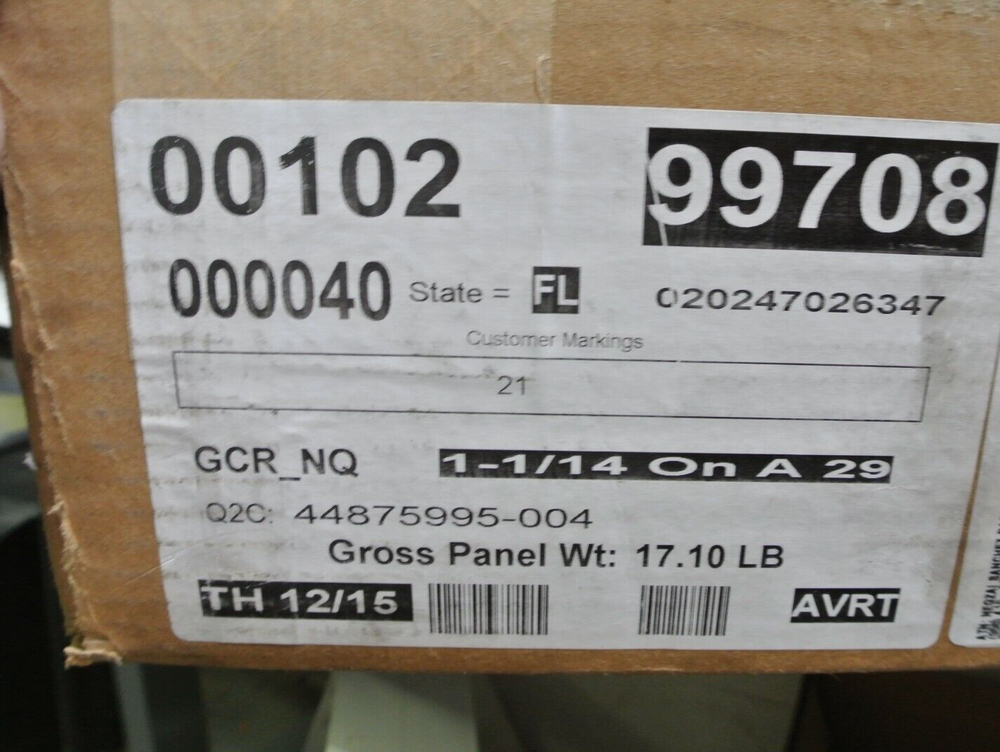 00102 99708
000040 State = FL 020247026347
Customer Markings
21
GCR_NQ 1-1/14 On A 29
Q2C: 44875995-004
Gross Panel Wt: 17.10 LB
TH 12/15 AVRT